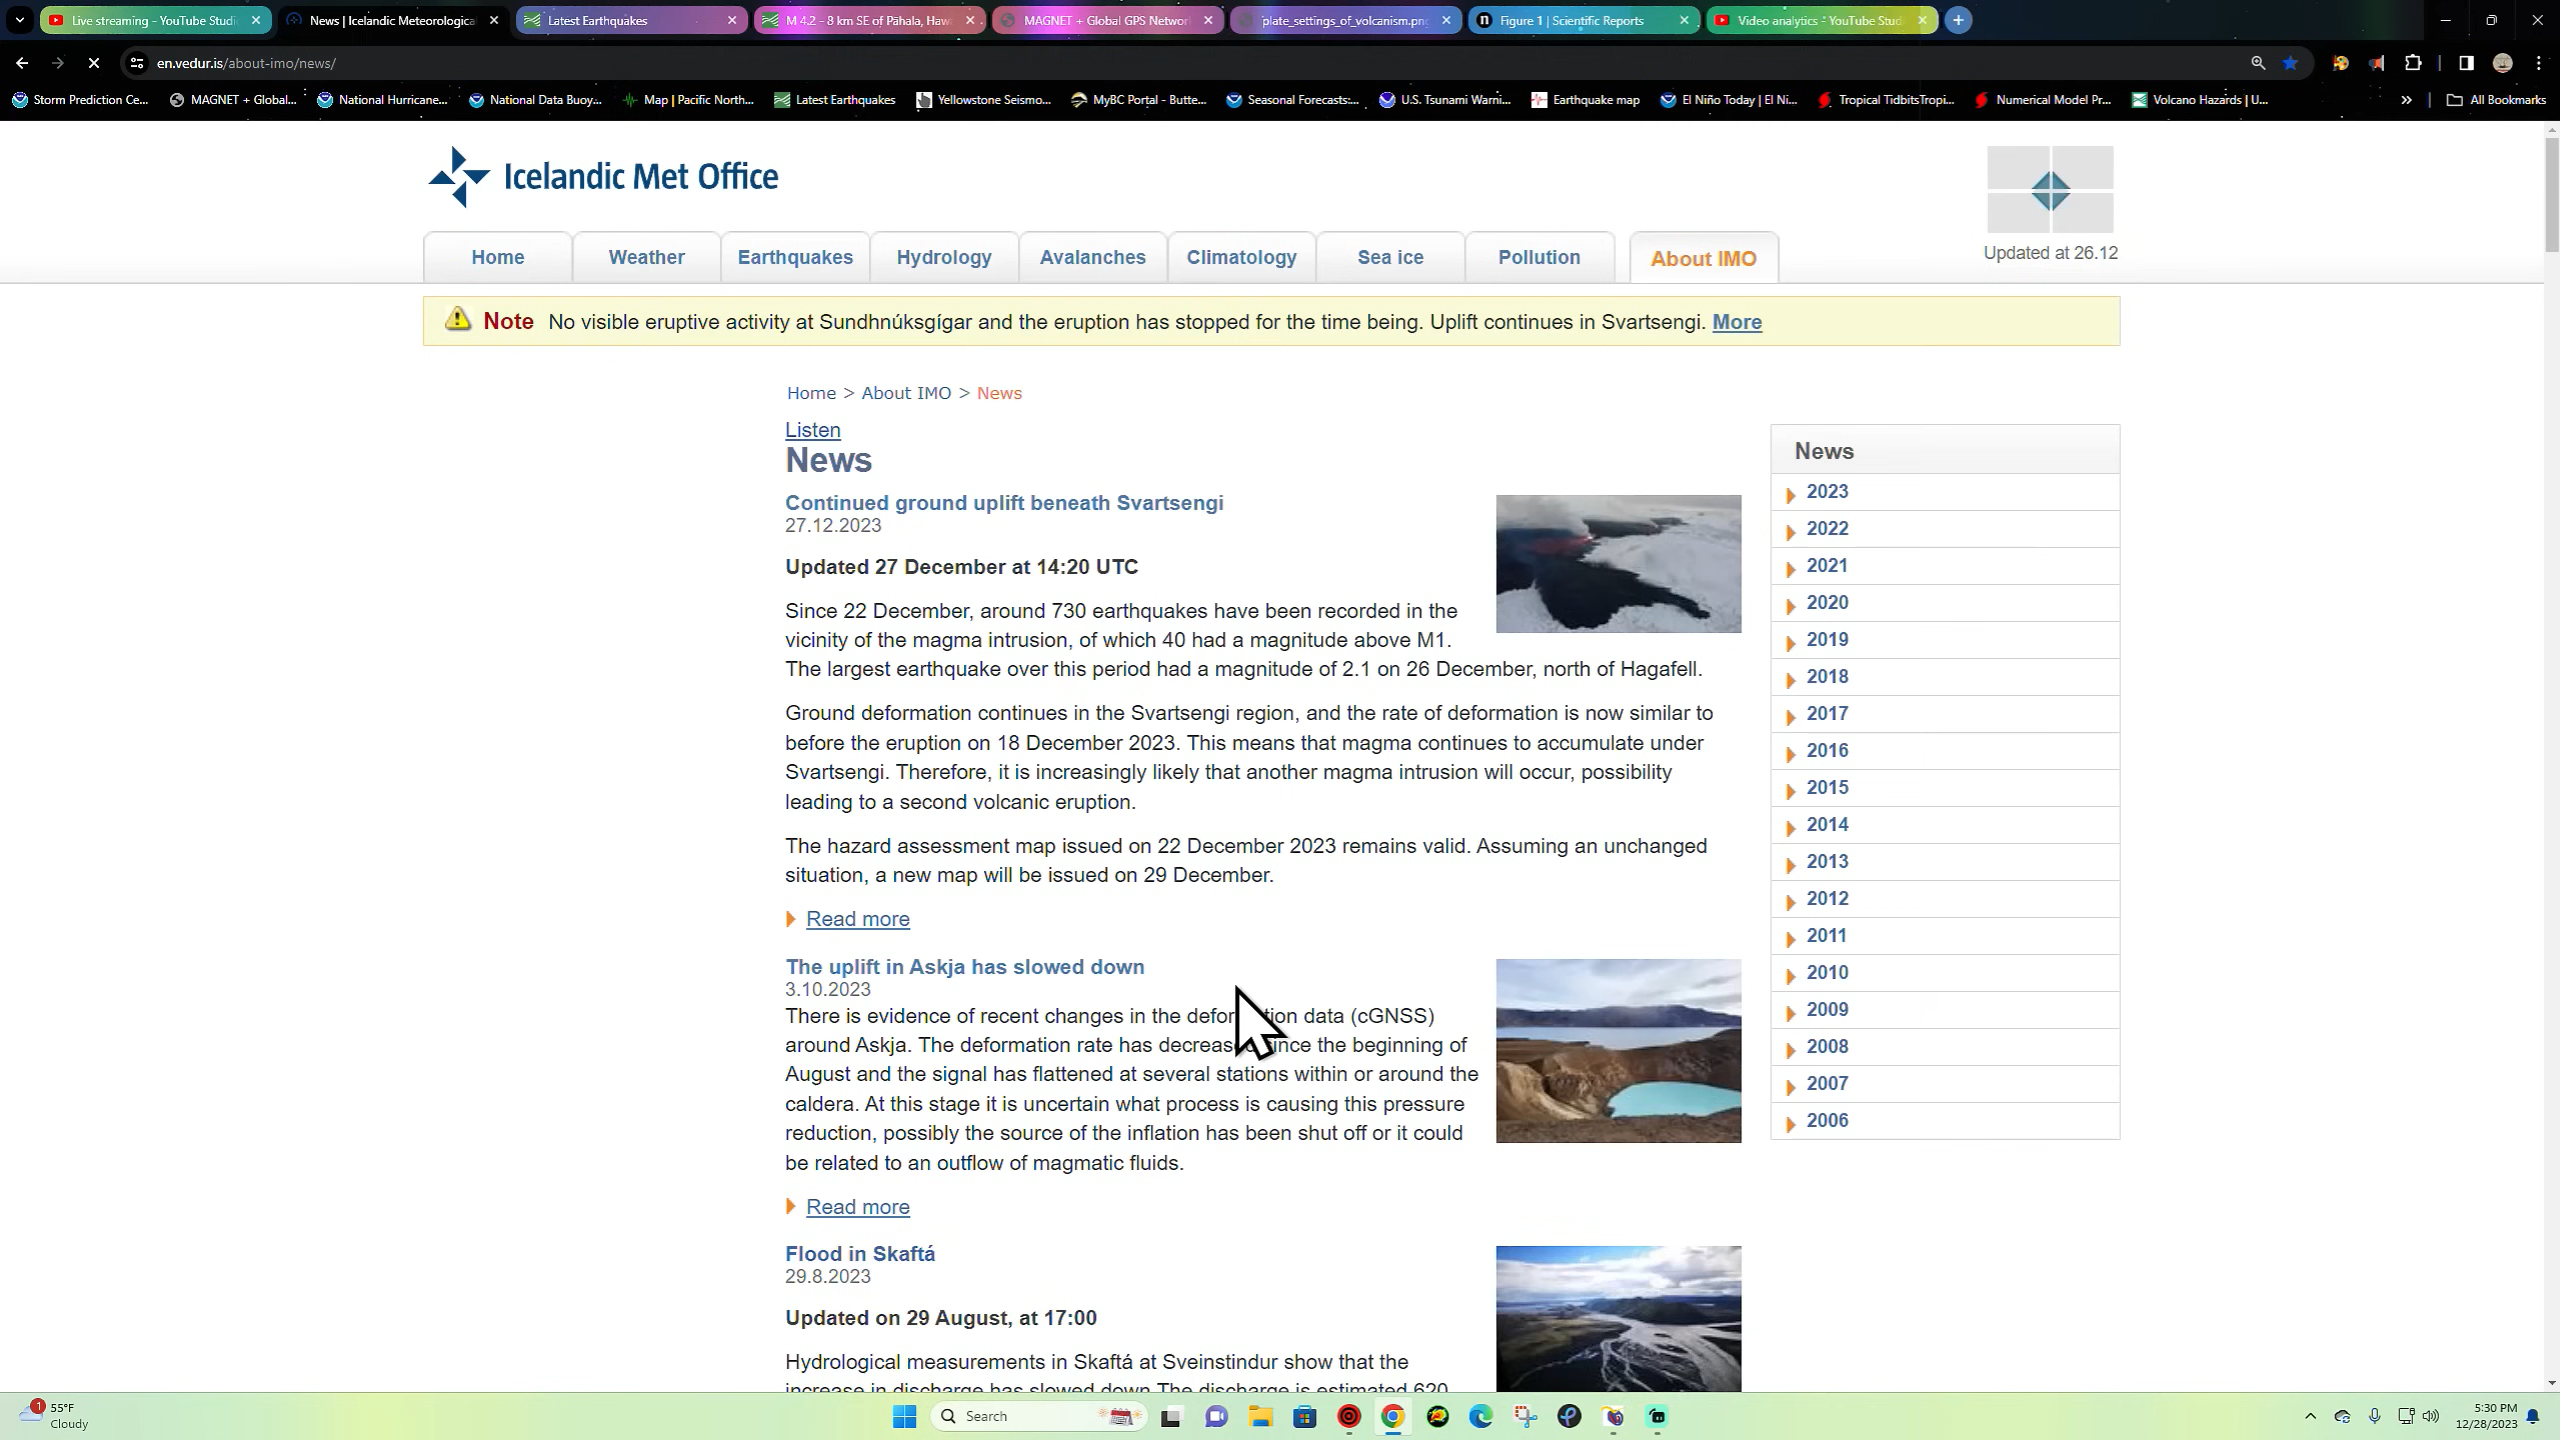 Live streaming - YouTube Studi
News | Icelandic Meteorologica
Latest Earthquakes
M 4.2 - 8 km SE of Pāhala, Haw
MAGNET + Global GPS Networ
plate_settings_of_volcanism.pn
Figure 1 | Scientific Reports
Video analytics - YouTube Stud
en.vedur.is/about-imo/news/
Storm Prediction Ce...
MAGNET + Global...
National Hurricane...
National Data Buoy...
Map | Pacific North...
Latest Earthquakes
Yellowstone Seismo...
MyBC Portal - Butte...
Seasonal Forecasts:...
U.S. Tsunami Warni...
Earthquake map
El Niño Today | El Ni...
Tropical TidbitsTropi...
Numerical Model Pr...
Volcano Hazards | U...
»
All Bookmarks
Icelandic Met Office
Updated at 26.12
Home
Weather
Earthquakes
Hydrology
Avalanches
Climatology
Sea ice
Pollution
About IMO
Note No visible eruptive activity at Sundhnúksgígar and the eruption has stopped for the time being. Uplift continues in Svartsengi. More
Home > About IMO > News
Listen
News
Continued ground uplift beneath Svartsengi
27.12.2023
Updated 27 December at 14:20 UTC
Since 22 December, around 730 earthquakes have been recorded in the
vicinity of the magma intrusion, of which 40 had a magnitude above M1.
The largest earthquake over this period had a magnitude of 2.1 on 26 December, north of Hagafell.
Ground deformation continues in the Svartsengi region, and the rate of deformation is now similar to
before the eruption on 18 December 2023. This means that magma continues to accumulate under
Svartsengi. Therefore, it is increasingly likely that another magma intrusion will occur, possibility
leading to a second volcanic eruption.
The hazard assessment map issued on 22 December 2023 remains valid. Assuming an unchanged
situation, a new map will be issued on 29 December.
Read more
The uplift in Askja has slowed down
3.10.2023
There is evidence of recent changes in the defor tion data (cGNSS)
around Askja. The deformation rate has decreas ince the beginning of
August and the signal has flattened at several stations within or around the
caldera. At this stage it is uncertain what process is causing this pressure
reduction, possibly the source of the inflation has been shut off or it could
be related to an outflow of magmatic fluids.
Read more
Flood in Skaftá
29.8.2023
Updated on 29 August, at 17:00
Hydrological measurements in Skaftá at Sveinstindur show that the
increase in discharge has slowed down The discharge is estimated 620
News
2023
2022
2021
2020
2019
2018
2017
2016
2015
2014
2013
2012
2011
2010
2009
2008
2007
2006
1
55°F
Cloudy
Search
5:30 PM
12/28/2023